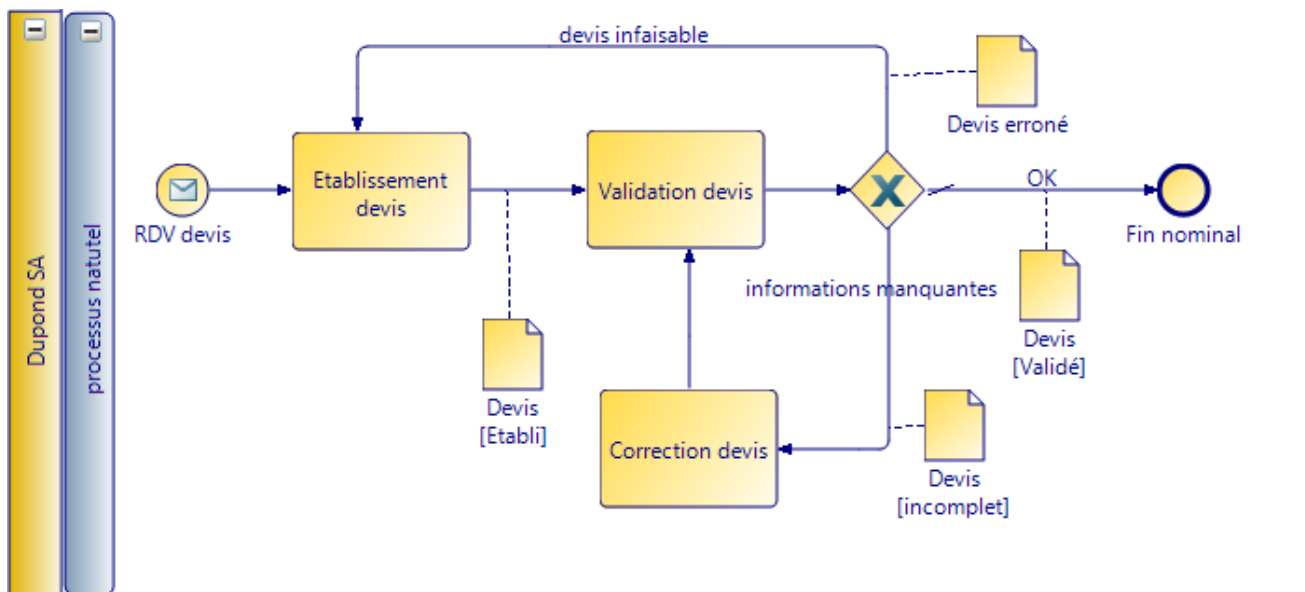 Dupond SA
processus natutel
devis infaisable
Devis erroné
RDV devis
Etablissement
devis
Validation devis
OK
Fin nominal
informations manquantes
Devis
[Validé]
Devis
[Etabli]
Correction devis
Devis
[incomplet]